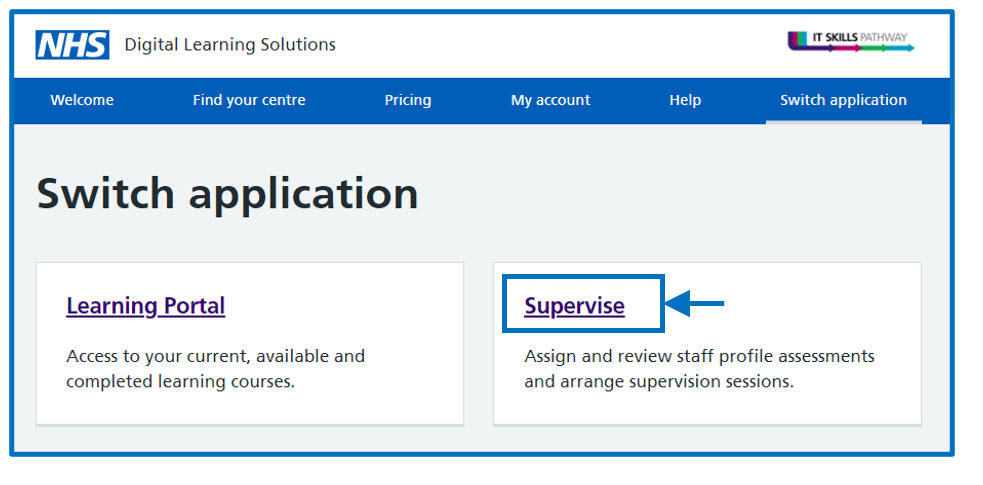 NHS Digital Learning Solutions
IT SKILLS PATHWAY
Welcome Find your centre Pricing My account Help Switch application
Switch application
Learning Portal
Access to your current, available and
completed learning courses.
Supervise
Assign and review staff profile assessments
and arrange supervision sessions.